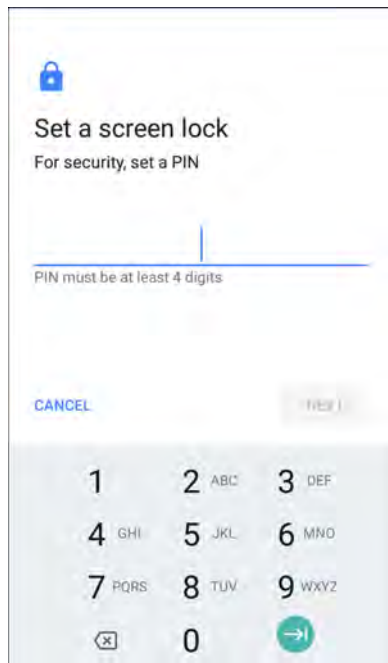 Set a screen lock
For security, set a PIN
PIN must be at least 4 digits
CANCEL NEXT
1 2 ABC 3 DEF
4 GHI 5 JKL 6 MNO
7 PQRS 8 TUV 9 WXYZ
0